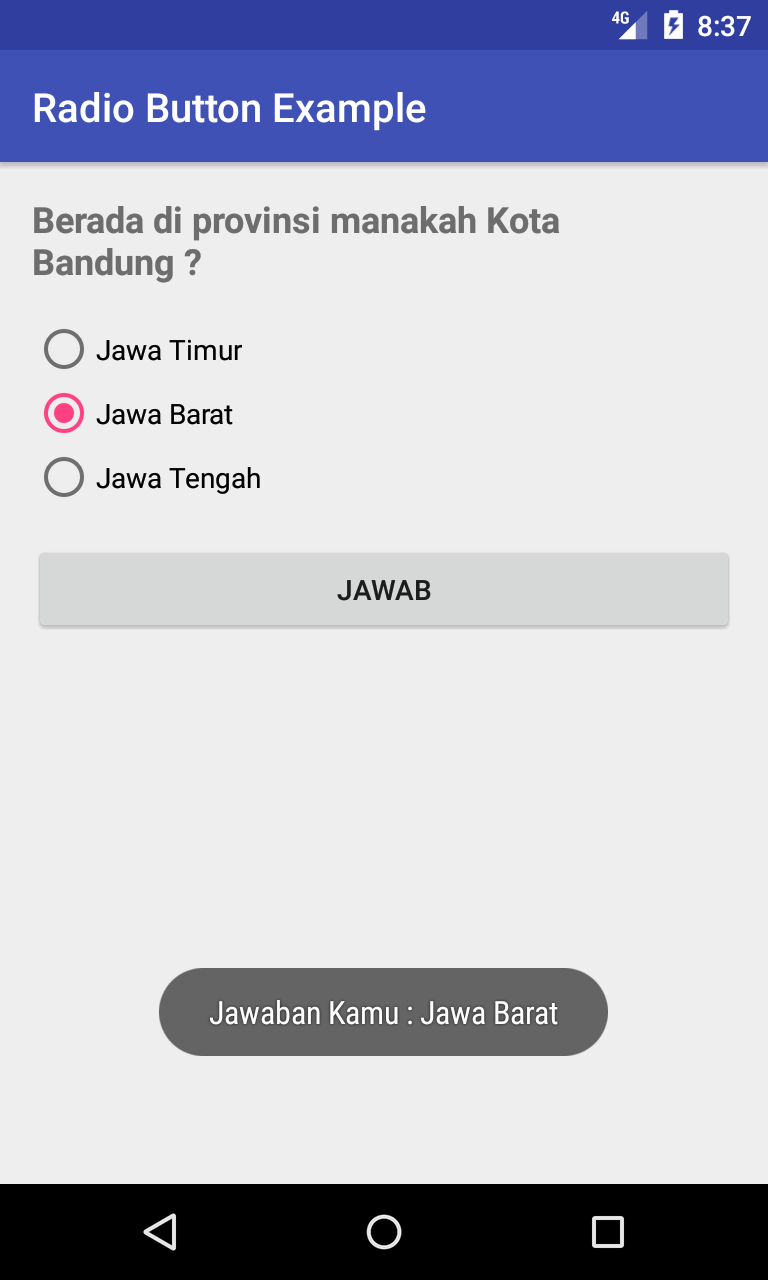 4G 8:37
Radio Button Example
Berada di provinsi manakah Kota
Bandung ?
Jawa Timur
Jawa Barat
Jawa Tengah
JAWAB
Jawaban Kamu : Jawa Barat